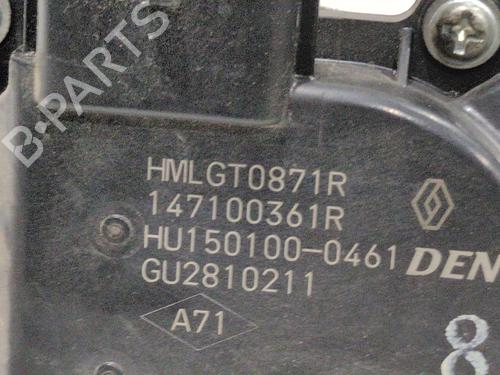 B-PARTS
HMLGT0871R
147100361R
HU150100-0461
DEN
GU2810211
A71
8